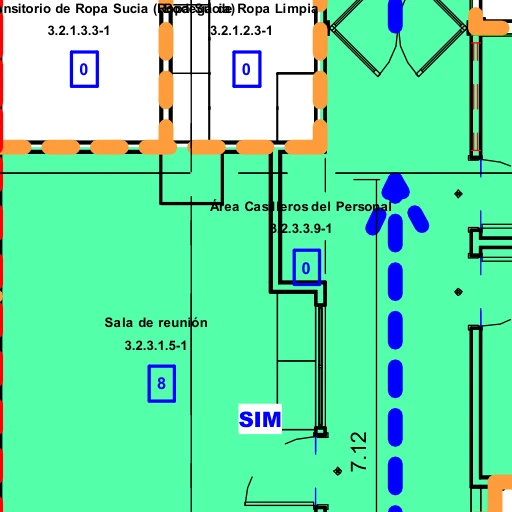 nsitorio de Ropa Sucia
de Ropa Limpia
3.2.1.3.3-1
3.2.1.2.3-1
0
0
Área Casilleros del Personal
3.2.3.3.9-1
0
Sala de reunión
3.2.3.1.5-1
8
SIM
7.12